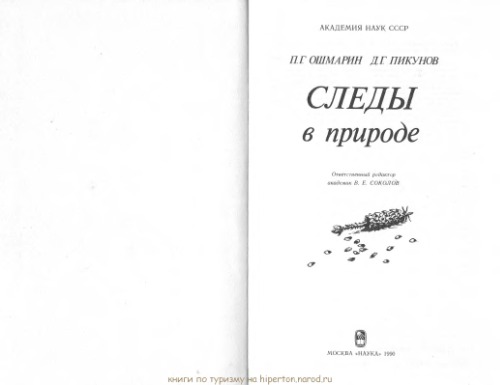 АКАДЕМИЯ НАУК СССР
П.Г. ОШМАРИН Д.Г. ПИКУНОВ
СЛЕДЫ
в природе
Ответственный редактор
академик В. Е. СОКОЛОВ
МОСКВА «НАУКА» 1990
книги по туризму на hiperton.narod.ru